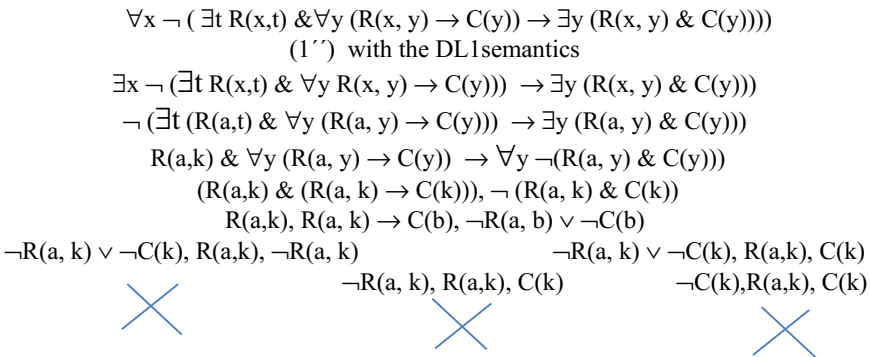 ∀x ¬ ( ∃t R(x,t) &∀y (R(x, y) → C(y)) → ∃y (R(x, y) & C(y))))
(1´´) with the DL1semantics
∃x ¬ (∃t R(x,t) & ∀y R(x, y) → C(y))) → ∃y (R(x, y) & C(y)))
¬ (∃t (R(a,t) & ∀y (R(a, y) → C(y))) → ∃y (R(a, y) & C(y)))
R(a,k) & ∀y (R(a, y) → C(y)) → ∀y ¬(R(a, y) & C(y)))
(R(a,k) & (R(a, k) → C(k))), ¬ (R(a, k) & C(k))
R(a,k), R(a, k) → C(b), ¬R(a, b) ∨ ¬C(b)
¬R(a, k) ∨ ¬C(k), R(a,k), ¬R(a, k) ¬R(a, k) ∨ ¬C(k), R(a,k), C(k)
¬R(a, k), R(a,k), C(k) ¬C(k),R(a,k), C(k)